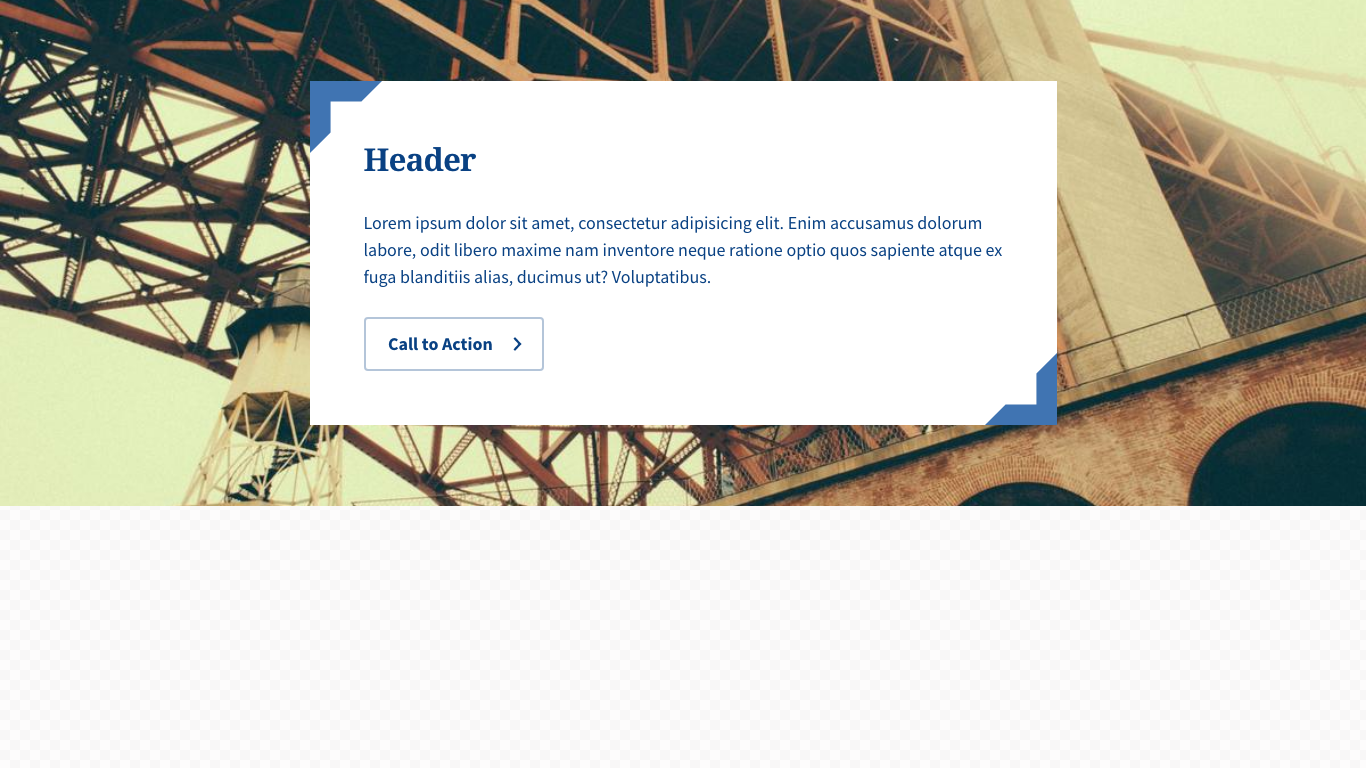 Header
Lorem ipsum dolor sit amet, consectetur adipisicing elit. Enim accusamus dolorum
labore, odit libero maxime nam inventore neque ratione optio quos sapiente atque ex
fuga blanditiis alias, ducimus ut? Voluptatibus.
Call to Action